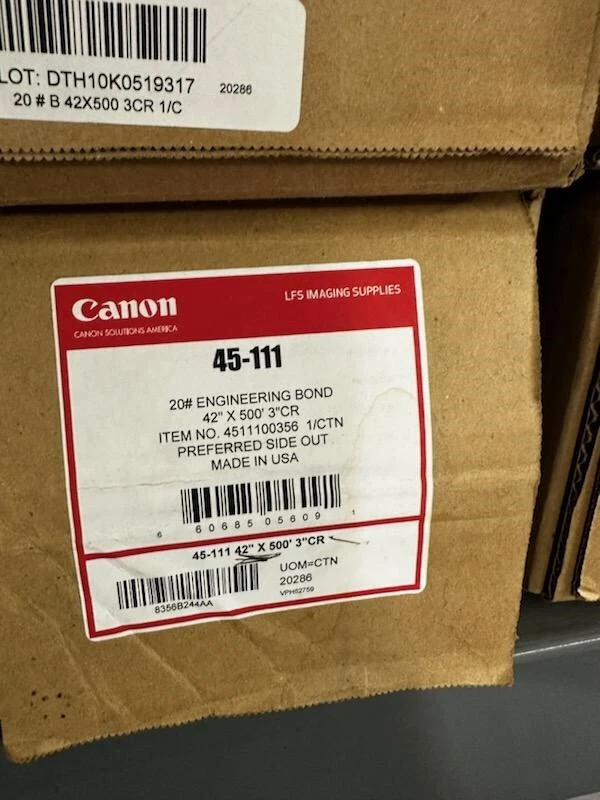 LOT: DTH10K0519317 20286
20 # B 42X500 3CR 1/C
Canon
CANON SOLUTIONS AMERICA
LFS IMAGING SUPPLIES
45-111
20# ENGINEERING BOND
42" X 500' 3"CR
ITEM NO. 4511100356 1/CTN
PREFERRED SIDE OUT
MADE IN USA
6 60685 05609 1
45-111 42" X 500' 3"CR
UOM=CTN
8356B244AA 20286
VPH62759